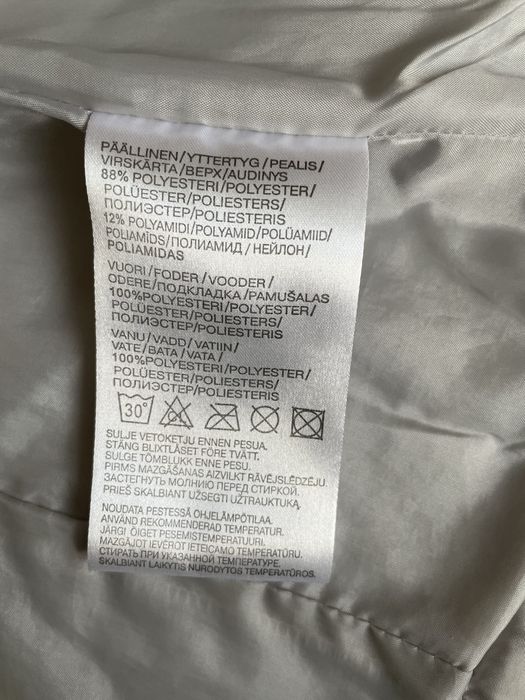 PÄÄLLINEN/YTTERTYG/PEALIS/
VIRSKĀRTA/ВЕРХ/AUDINYS
88% POLYESTERI/POLYESTER/
POLÜESTER/POLIESTERS/
ПОЛИЭСТЕР/POLIESTERIS
12% POLYAMIDI/POLYAMID/POLÜAMIID/
POLIAMĪDS/ПОЛИАМИД/НЕЙЛОН/
POLIAMIDAS
VUORI/FODER/VOODER/
ODERE/ПОДКЛАДКА/PAMUŠALAS
100%POLYESTERI/POLYESTER/
POLÜESTER/POLIESTERS/
ПОЛИЭСТЕР/POLIESTERIS
VANU/VADD/VATIIN/
VATE/ВАТА/VATA/
100%POLYESTERI/POLYESTER/
POLÜESTER/POLIESTERS/
ПОЛИЭСТЕР/POLIESTERIS
30°
SULJE VETOKETJU ENNEN PESUA.
STÄNG BLIXTLÅSET FÖRE TVÄTT.
SULGE TÕMBLUKK ENNE PESU.
PIRMS MAZGĀŠANAS AIZVILKT RĀVĒJSLĒDZĒJU.
ЗАСТЕГНУТЬ МОЛНИЮ ПЕРЕД СТИРКОЙ.
PRIEŠ SKALBIANT UŽSEGTI UŽTRAUKTUKĄ.
NOUDATA PESTESSÄ OHJELÄMPÖTILAA.
ANVÄND REKOMMENDERAD TEMPERATUR.
JÄRGI ÕIGET PESEMISTEMPERATUURI.
MAZGĀJOT IEVĒROT IETEICAMO TEMPERATŪRU.
СТИРАТЬ ПРИ УКАЗАННОЙ ТЕМПЕРАТУРЕ.
SKALBIANT LAIKYTIS NURODYTOS TEMPERATŪROS.